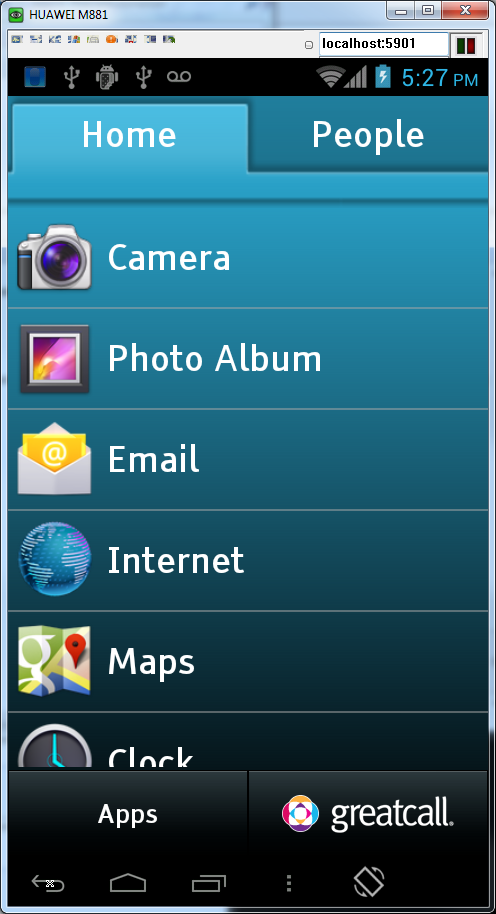 HUAWEI M881
localhost:5901
5:27 PM
Home People
Camera
Photo Album
@
Email
Internet
g
Maps
Clock
Apps greatcall®